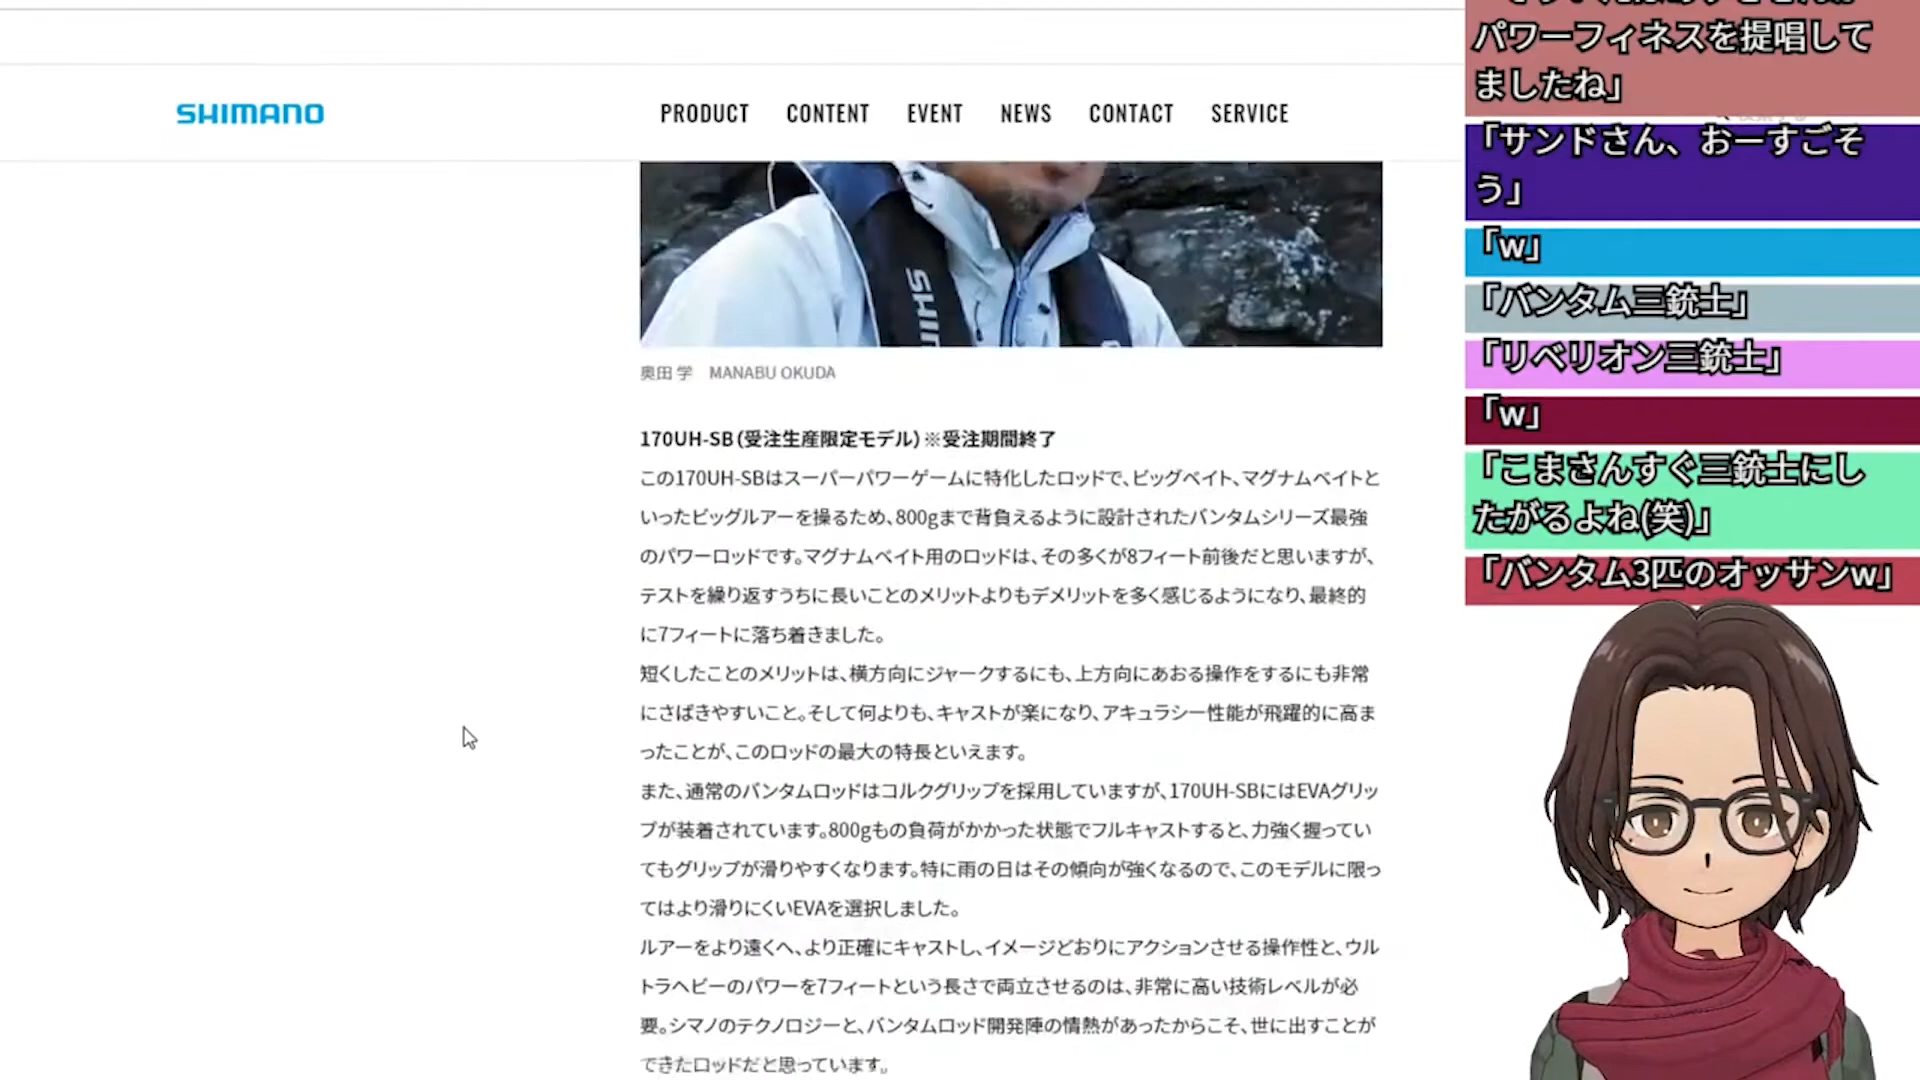 SHIMANO
PRODUCT CONTENT EVENT NEWS CONTACT SERVICE
SHIM
奥田 学 MANABU OKUDA
170UH-SB（受注生産限定モデル）※受注期間終了
この170UH-SBはスーパーパワーゲームに特化したロッドで、ビッグベイト、マグナムベイトと
いったビッグルアーを操るため、800gまで背負えるように設計されたバンタムシリーズ最強
のパワーロッドです。マグナムベイト用のロッドは、その多くが8フィート前後だと思いますが、
テストを繰り返すうちに長いことのメリットよりもデメリットを多く感じるようになり、最終的
に7フィートに落ち着きました。
短くしたことのメリットは、横方向にジャークするにも、上方向にあおる操作をするにも非常
にさばきやすいこと。そして何よりも、キャストが楽になり、アキュラシー性能が飛躍的に高ま
ったことが、このロッドの最大の特長といえます。
また、通常のバンタムロッドはコルクグリップを採用していますが、170UH-SBにはEVAグリッ
プが装着されています。800gもの負荷がかかった状態でフルキャストすると、力強く握ってい
てもグリップが滑りやすくなります。特に雨の日はその傾向が強くなるので、このモデルに限っ
てはより滑りにくいEVAを選択しました。
ルアーをより遠くへ、より正確にキャストし、イメージどおりにアクションさせる操作性と、ウル
トラヘビーのパワーを7フィートという長さで両立させるのは、非常に高い技術レベルが必
要。シマノのテクノロジーと、バンタムロッド開発陣の情熱があったからこそ、世に出すことが
できたロッドだと思っています。
パワーフィネスを提唱して
ましたね」
「サンドさん、おーすごそ
う」
「w」
「バンタム三銃士」
「リベリオン三銃士」
「w」
「こまさんすぐ三銃士にし
たがるよね(笑)」
「バンタム3匹のオッサンw」